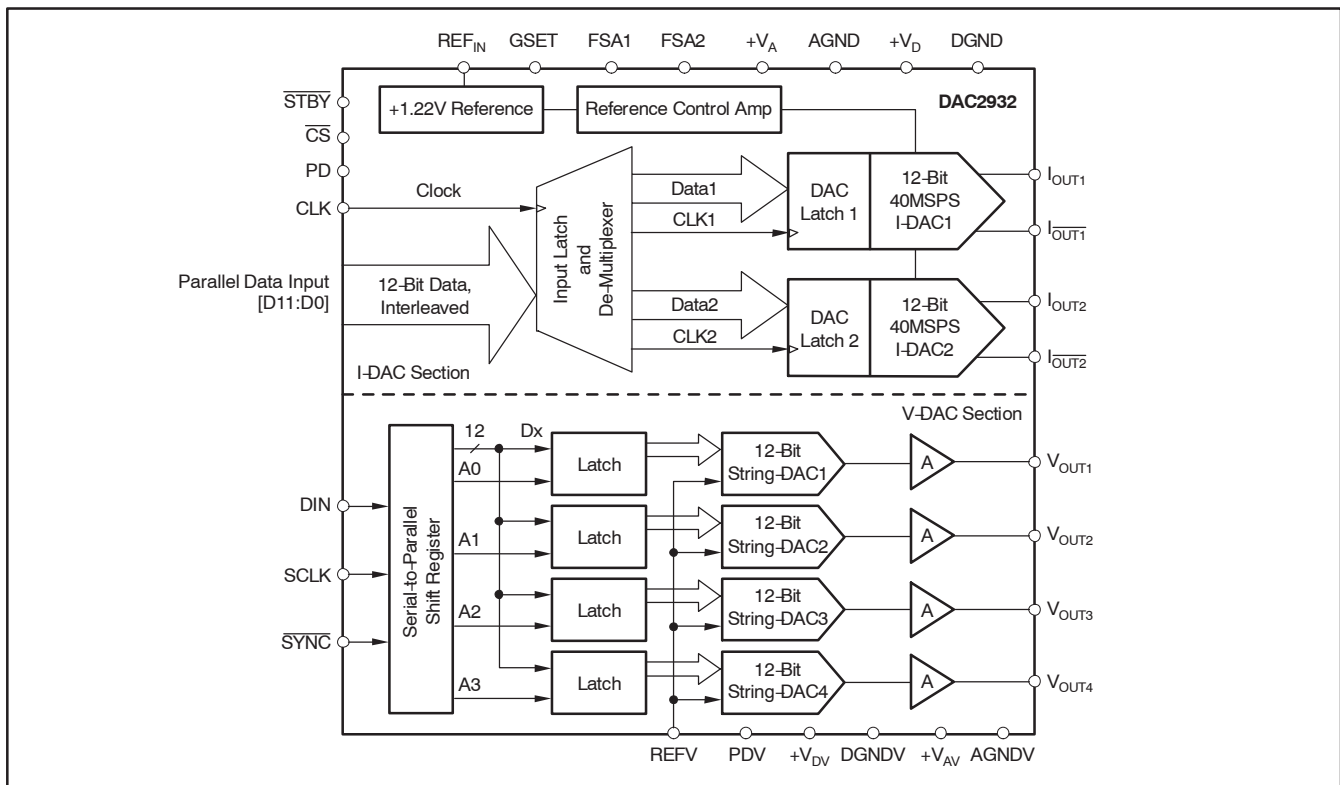 REFIN GSET FSA1 FSA2 +VA AGND +VD DGND
STBY
+1.22V Reference
Reference Control Amp
DAC2932
CS
PD
CLK
Clock
Parallel Data Input
[D11:D0]
12-Bit Data,
Interleaved
Input Latch
and
De-Multiplexer
Data1
CLK1
Data2
CLK2
DAC
Latch 1
12-Bit
40MSPS
I-DAC1
IOUT1
IOUT1
DAC
Latch 2
12-Bit
40MSPS
I-DAC2
IOUT2
IOUT2
I-DAC Section
V-DAC Section
DIN
SCLK
SYNC
Serial-to-Parallel
Shift Register
12
Dx
A0
A1
A2
A3
Latch
12-Bit
String-DAC1
A
VOUT1
Latch
12-Bit
String-DAC2
A
VOUT2
Latch
12-Bit
String-DAC3
A
VOUT3
Latch
12-Bit
String-DAC4
A
VOUT4
REFV PDV +VDV DGNDV +VAV AGNDV